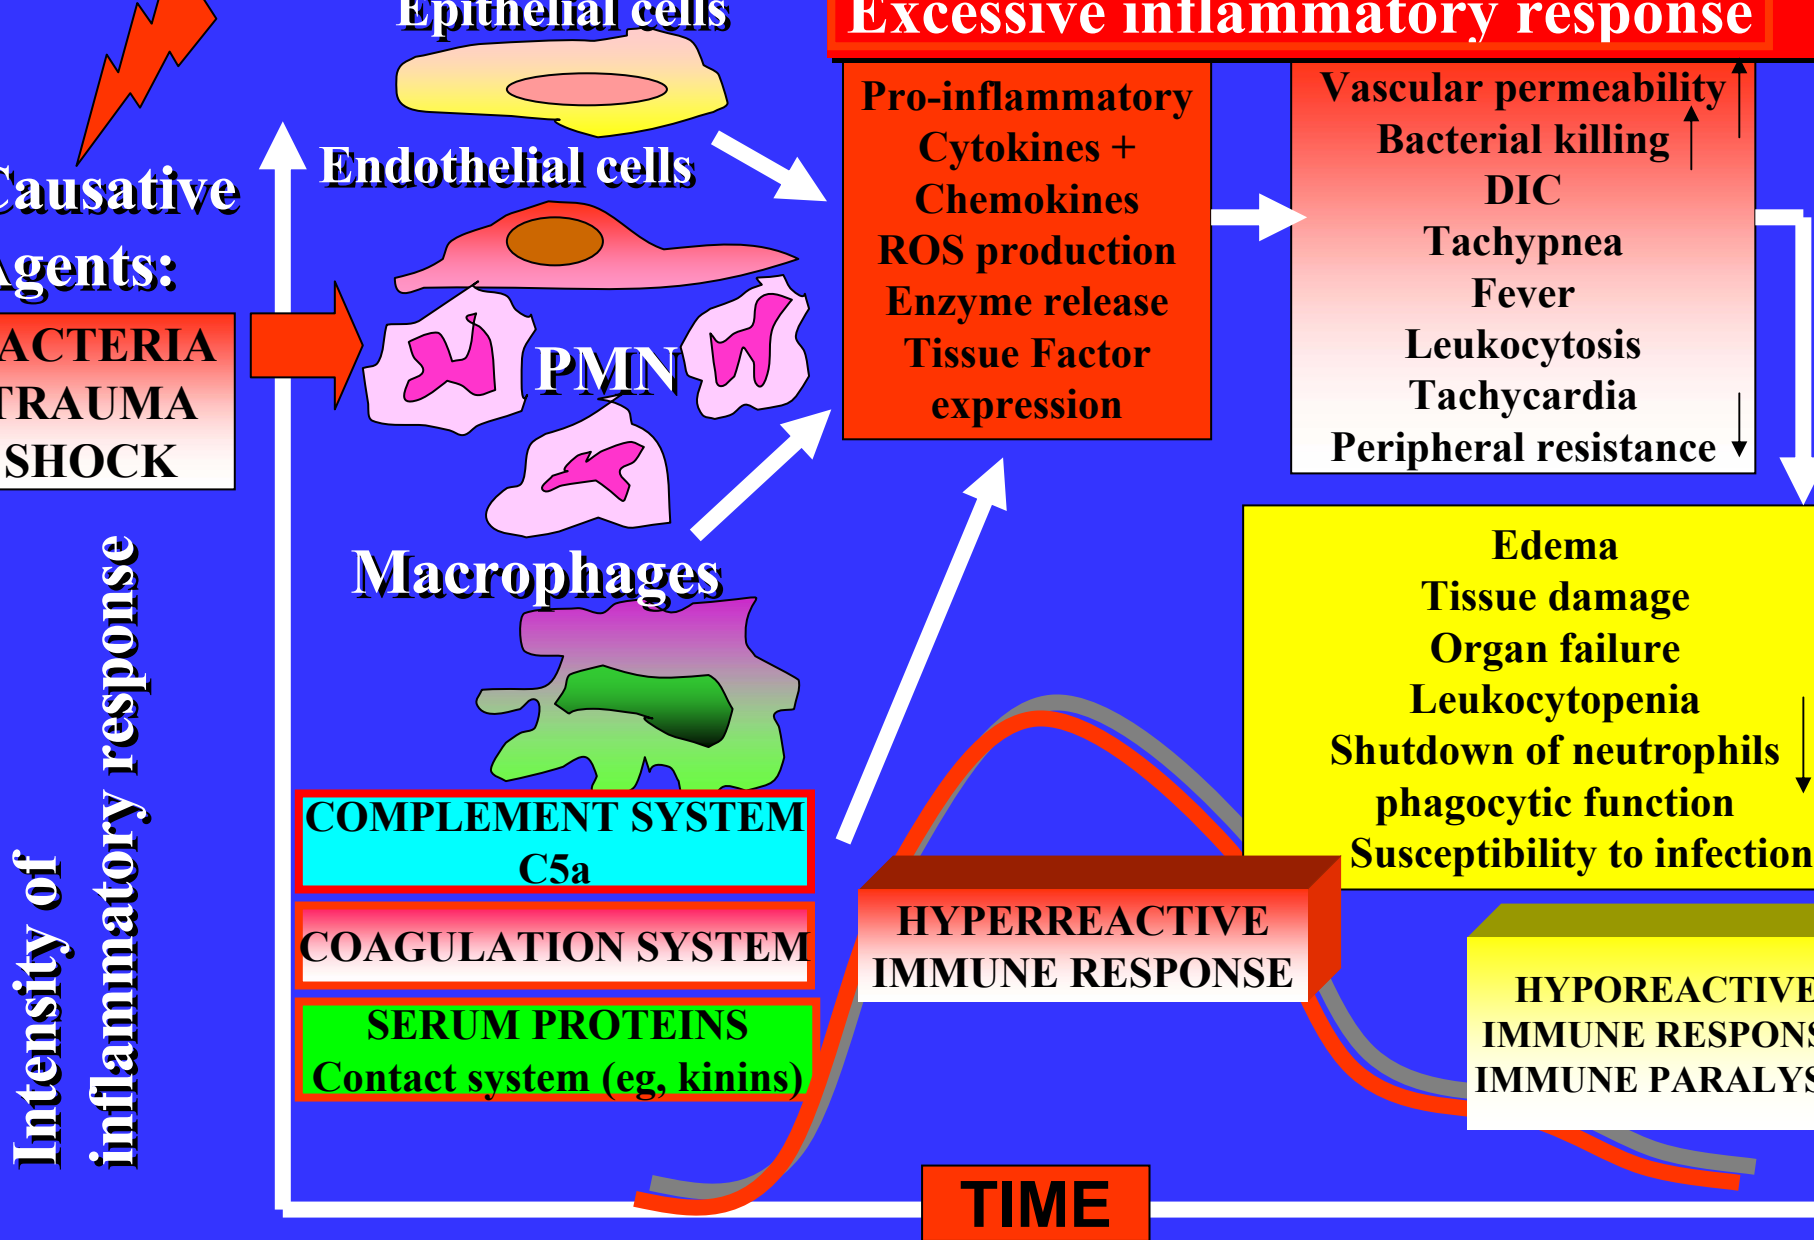 Epithelial cells
Excessive inflammatory response
Causative
Agents:
BACTERIA
TRAUMA
SHOCK
Endothelial cells
PMN
Macrophages
COMPLEMENT SYSTEM
C5a
COAGULATION SYSTEM
SERUM PROTEINS
Contact system (eg, kinins)
Pro-inflammatory
Cytokines +
Chemokines
ROS production
Enzyme release
Tissue Factor
expression
Vascular permeability
Bacterial killing
DIC
Tachypnea
Fever
Leukocytosis
Tachycardia
Peripheral resistance
Edema
Tissue damage
Organ failure
Leukocytopenia
Shutdown of neutrophils
phagocytic function
Susceptibility to infection
HYPERREACTIVE
IMMUNE RESPONSE
HYPOREACTIVE
IMMUNE RESPONS
IMMUNE PARALYS
Intensity of
inflammatory response
TIME